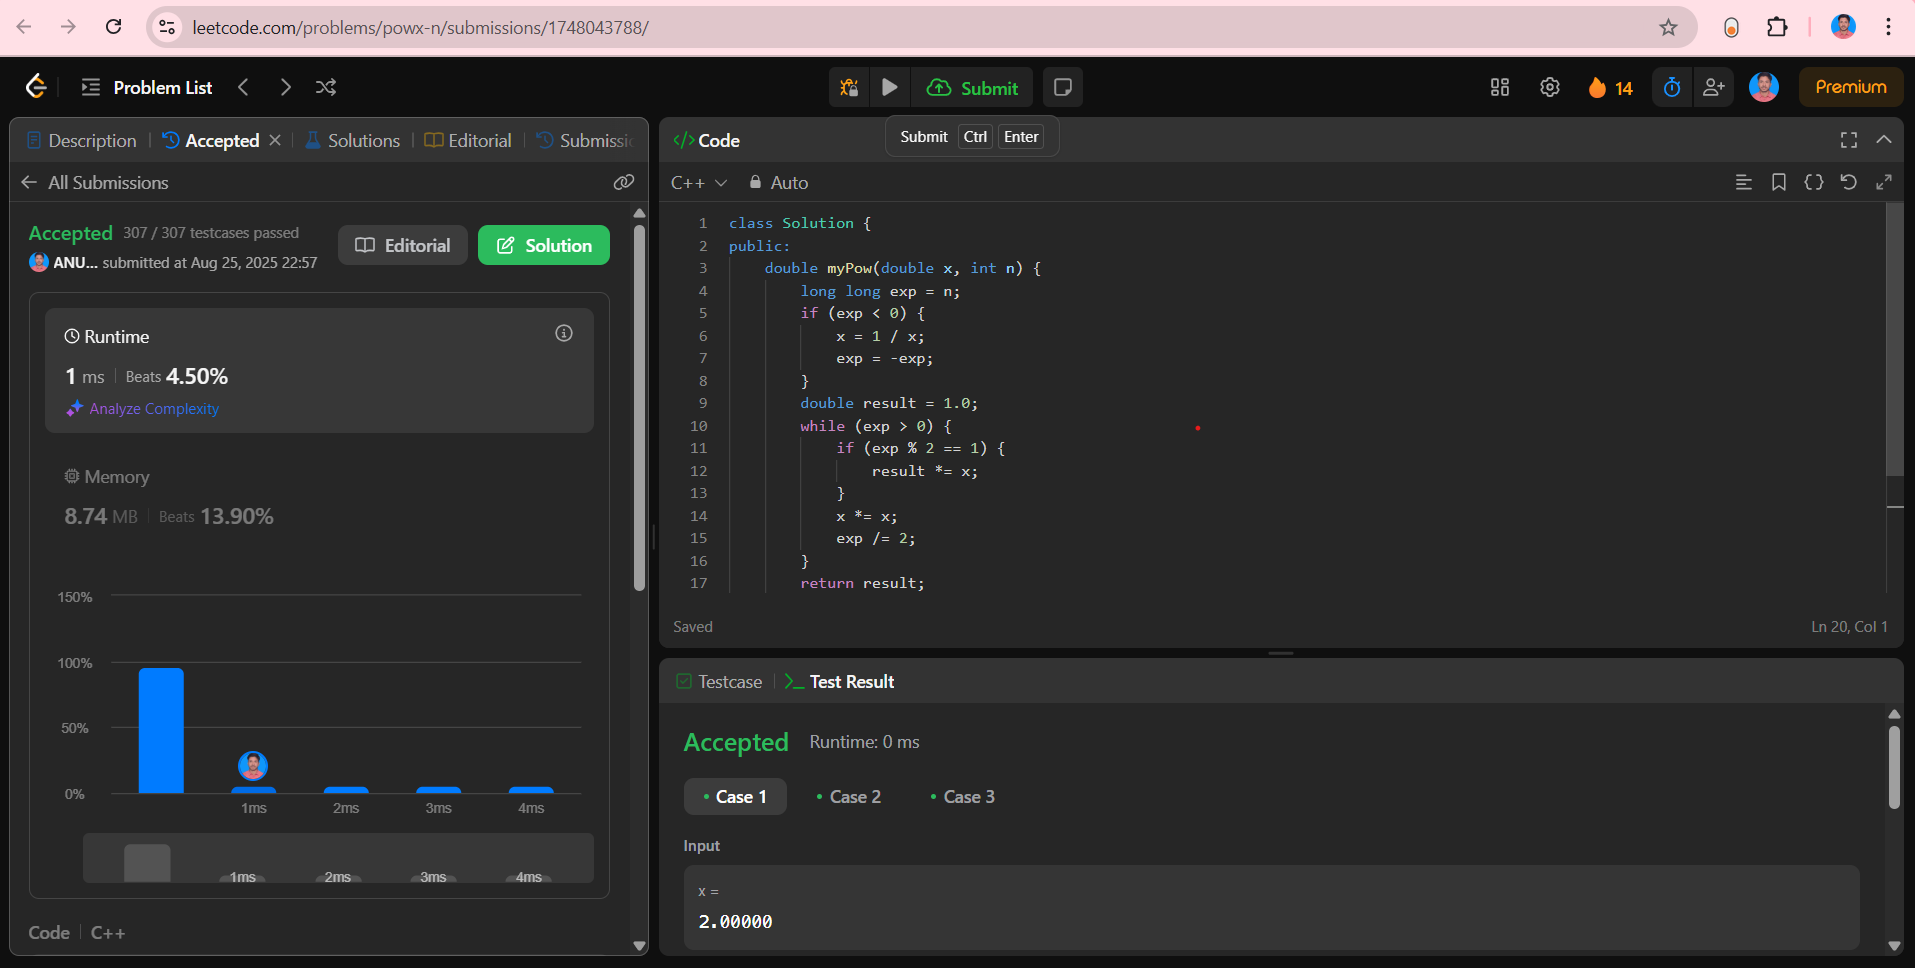 leetcode.com/problems/powx-n/submissions/1748043788/
Problem List
Submit
14
Premium
Description
Accepted
Solutions
Editorial
Submissic
All Submissions
Accepted 307 / 307 testcases passed
ANU... submitted at Aug 25, 2025 22:57
Editorial
Solution
Runtime
1 ms Beats 4.50%
Analyze Complexity
Memory
8.74 MB Beats 13.90%
150%
100%
50%
0%
1ms 2ms 3ms 4ms
1ms 2ms 3ms 4ms
Code C++
</> Code
Submit Ctrl Enter
C++ Auto
1 class Solution {
2 public:
3 double myPow(double x, int n) {
4 long long exp = n;
5 if (exp < 0) {
6 x = 1 / x;
7 exp = -exp;
8 }
9 double result = 1.0;
10 while (exp > 0) {
11 if (exp % 2 == 1) {
12 result *= x;
13 }
14 x *= x;
15 exp /= 2;
16 }
17 return result;
Saved
Ln 20, Col 1
Testcase
Test Result
Accepted Runtime: 0 ms
Case 1
Case 2
Case 3
Input
x =
2.00000